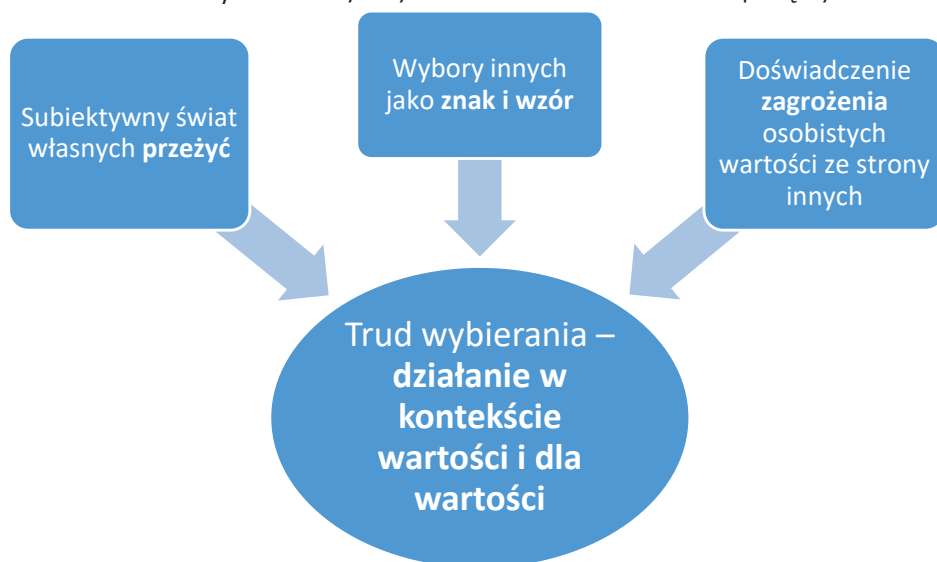 Subiektywny świat
własnych przeżyć
Wybory innych
jako znak i wzór
Doświadczenie
zagrożenia
osobistych
wartości ze strony
innych
Trud wybierania –
działanie w
kontekście
wartości i dla
wartości